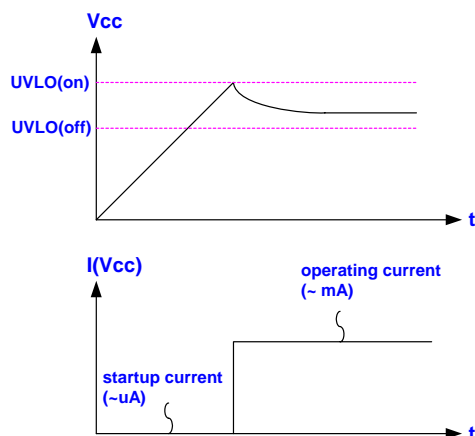 Vcc
UVLO(on)
UVLO(off)
t
I(Vcc)
operating current
(~ mA)
startup current
(~uA)
t